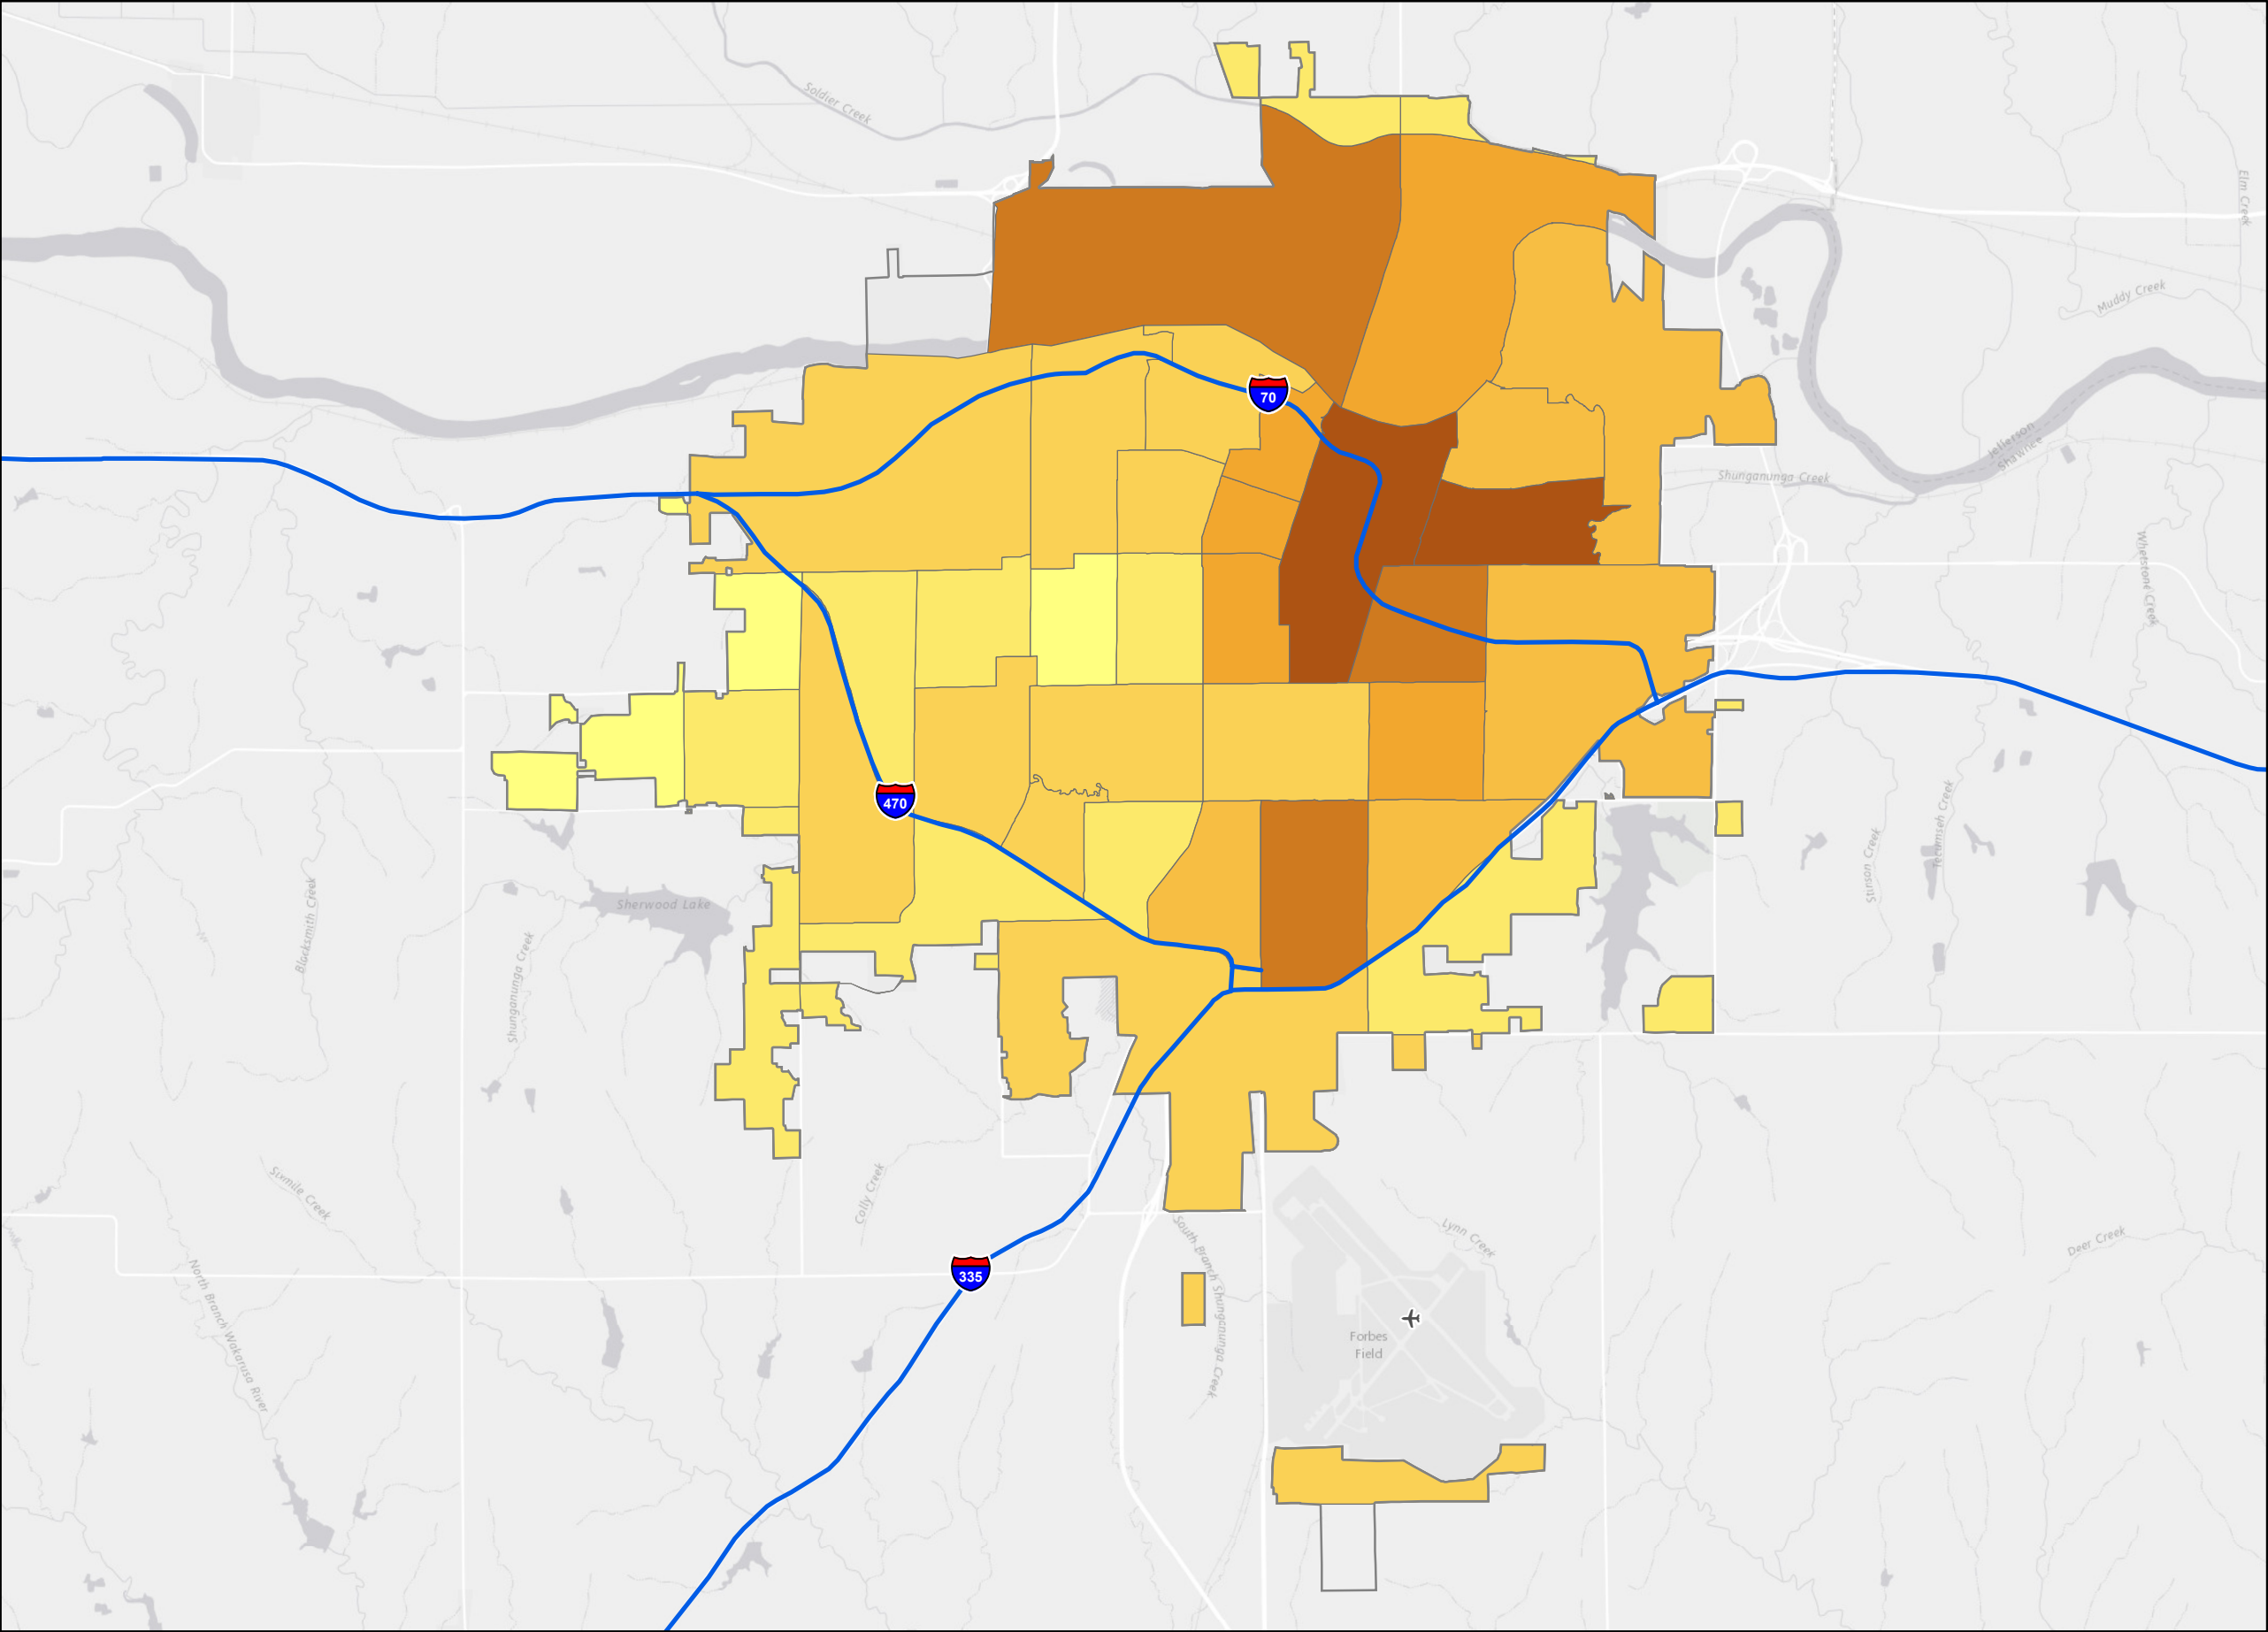 Soldier Creek
Elm Creek
Muddy Creek
70
Jefferson
Shawnee
Shunganunga Creek
Whetstone Creek
470
Stinson Creek
Tecumseh Creek
Sherwood Lake
Blacksmith Creek
Shunganunga Creek
Sixmile Creek
Colly Creek
South Branch Shunganunga Creek
Lynn Creek
Deer Creek
North Branch Wakarusa River
335
Forbes
Field